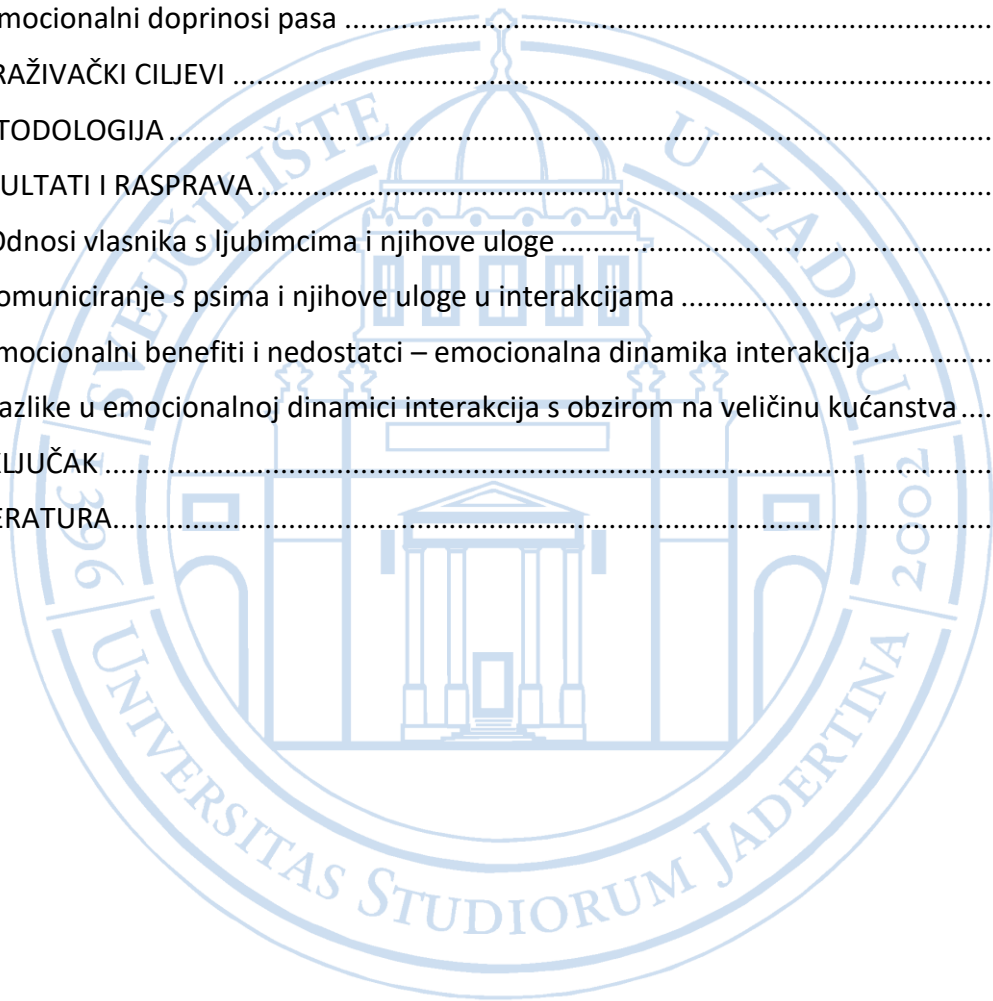 mocionalni doprinosi pasa ................................................................
RAŽIVAČKI CILJEVI ................................................................
TODOLOGIJA ................................................................
ULTATI I RASPRAVA ................................................................
Odnosi vlasnika s ljubimcima i njihove uloge ................................................................
omuniciranje s psima i njihove uloge u interakcijama ................................................
mocionalni benefiti i nedostatci – emocionalna dinamika interakcija ................
azlike u emocionalnoj dinamici interakcija s obzirom na veličinu kućanstva ....
KLJUČAK ................................................................
ERATURA ................................................................
SVEUČILIŠTE U ZADRU
1396 2002
UNIVERSITAS STUDIORUM JADERTINA